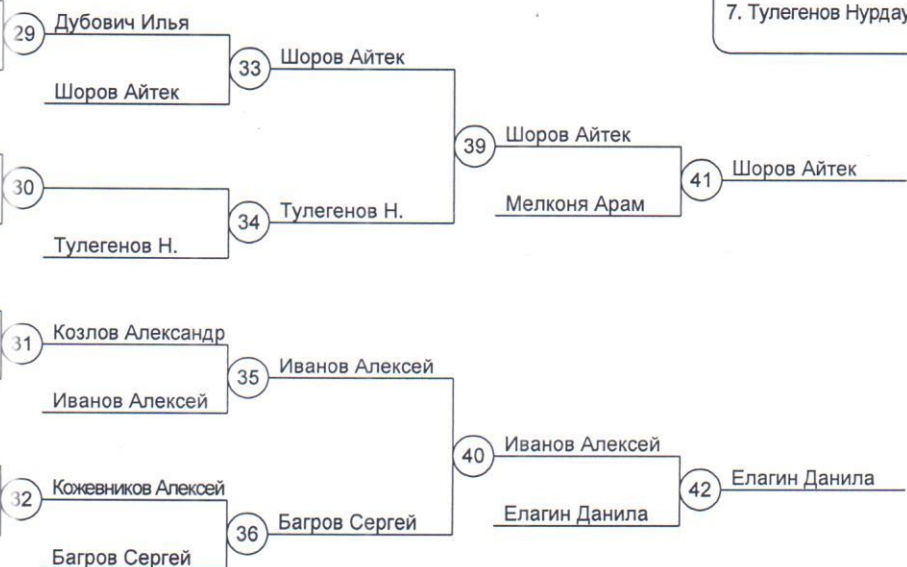 7. Тулегенов Нурдау
29 Дубович Илья
33 Шоров Айтек
Шоров Айтек
39 Шоров Айтек
41 Шоров Айтек
30
34 Тулегенов Н.
Мелконя Арам
Тулегенов Н.
31 Козлов Александр
35 Иванов Алексей
Иванов Алексей
40 Иванов Алексей
42 Елагин Данила
32 Кожевников Алексей
36 Багров Сергей
Елагин Данила
Багров Сергей